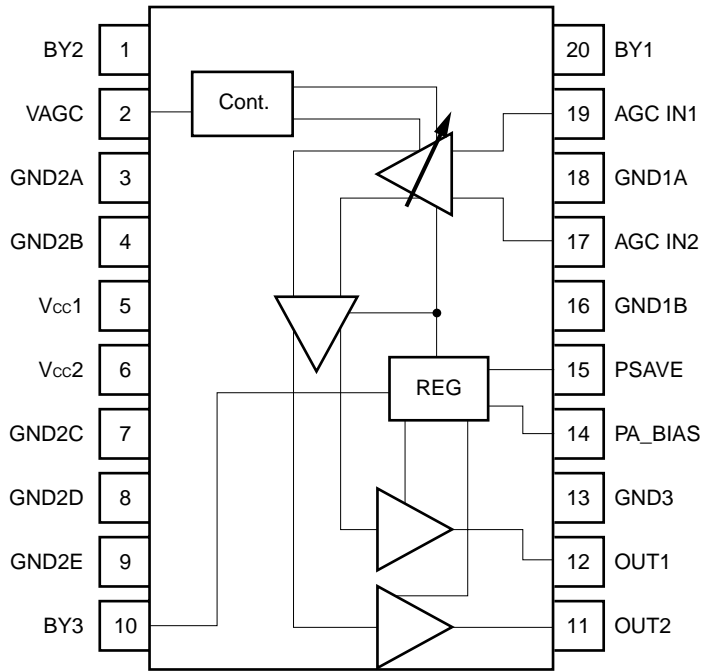 BY2 1
VAGC 2
GND2A 3
GND2B 4
Vcc1 5
Vcc2 6
GND2C 7
GND2D 8
GND2E 9
BY3 10
Cont.
REG
20 BY1
19 AGC IN1
18 GND1A
17 AGC IN2
16 GND1B
15 PSAVE
14 PA_BIAS
13 GND3
12 OUT1
11 OUT2